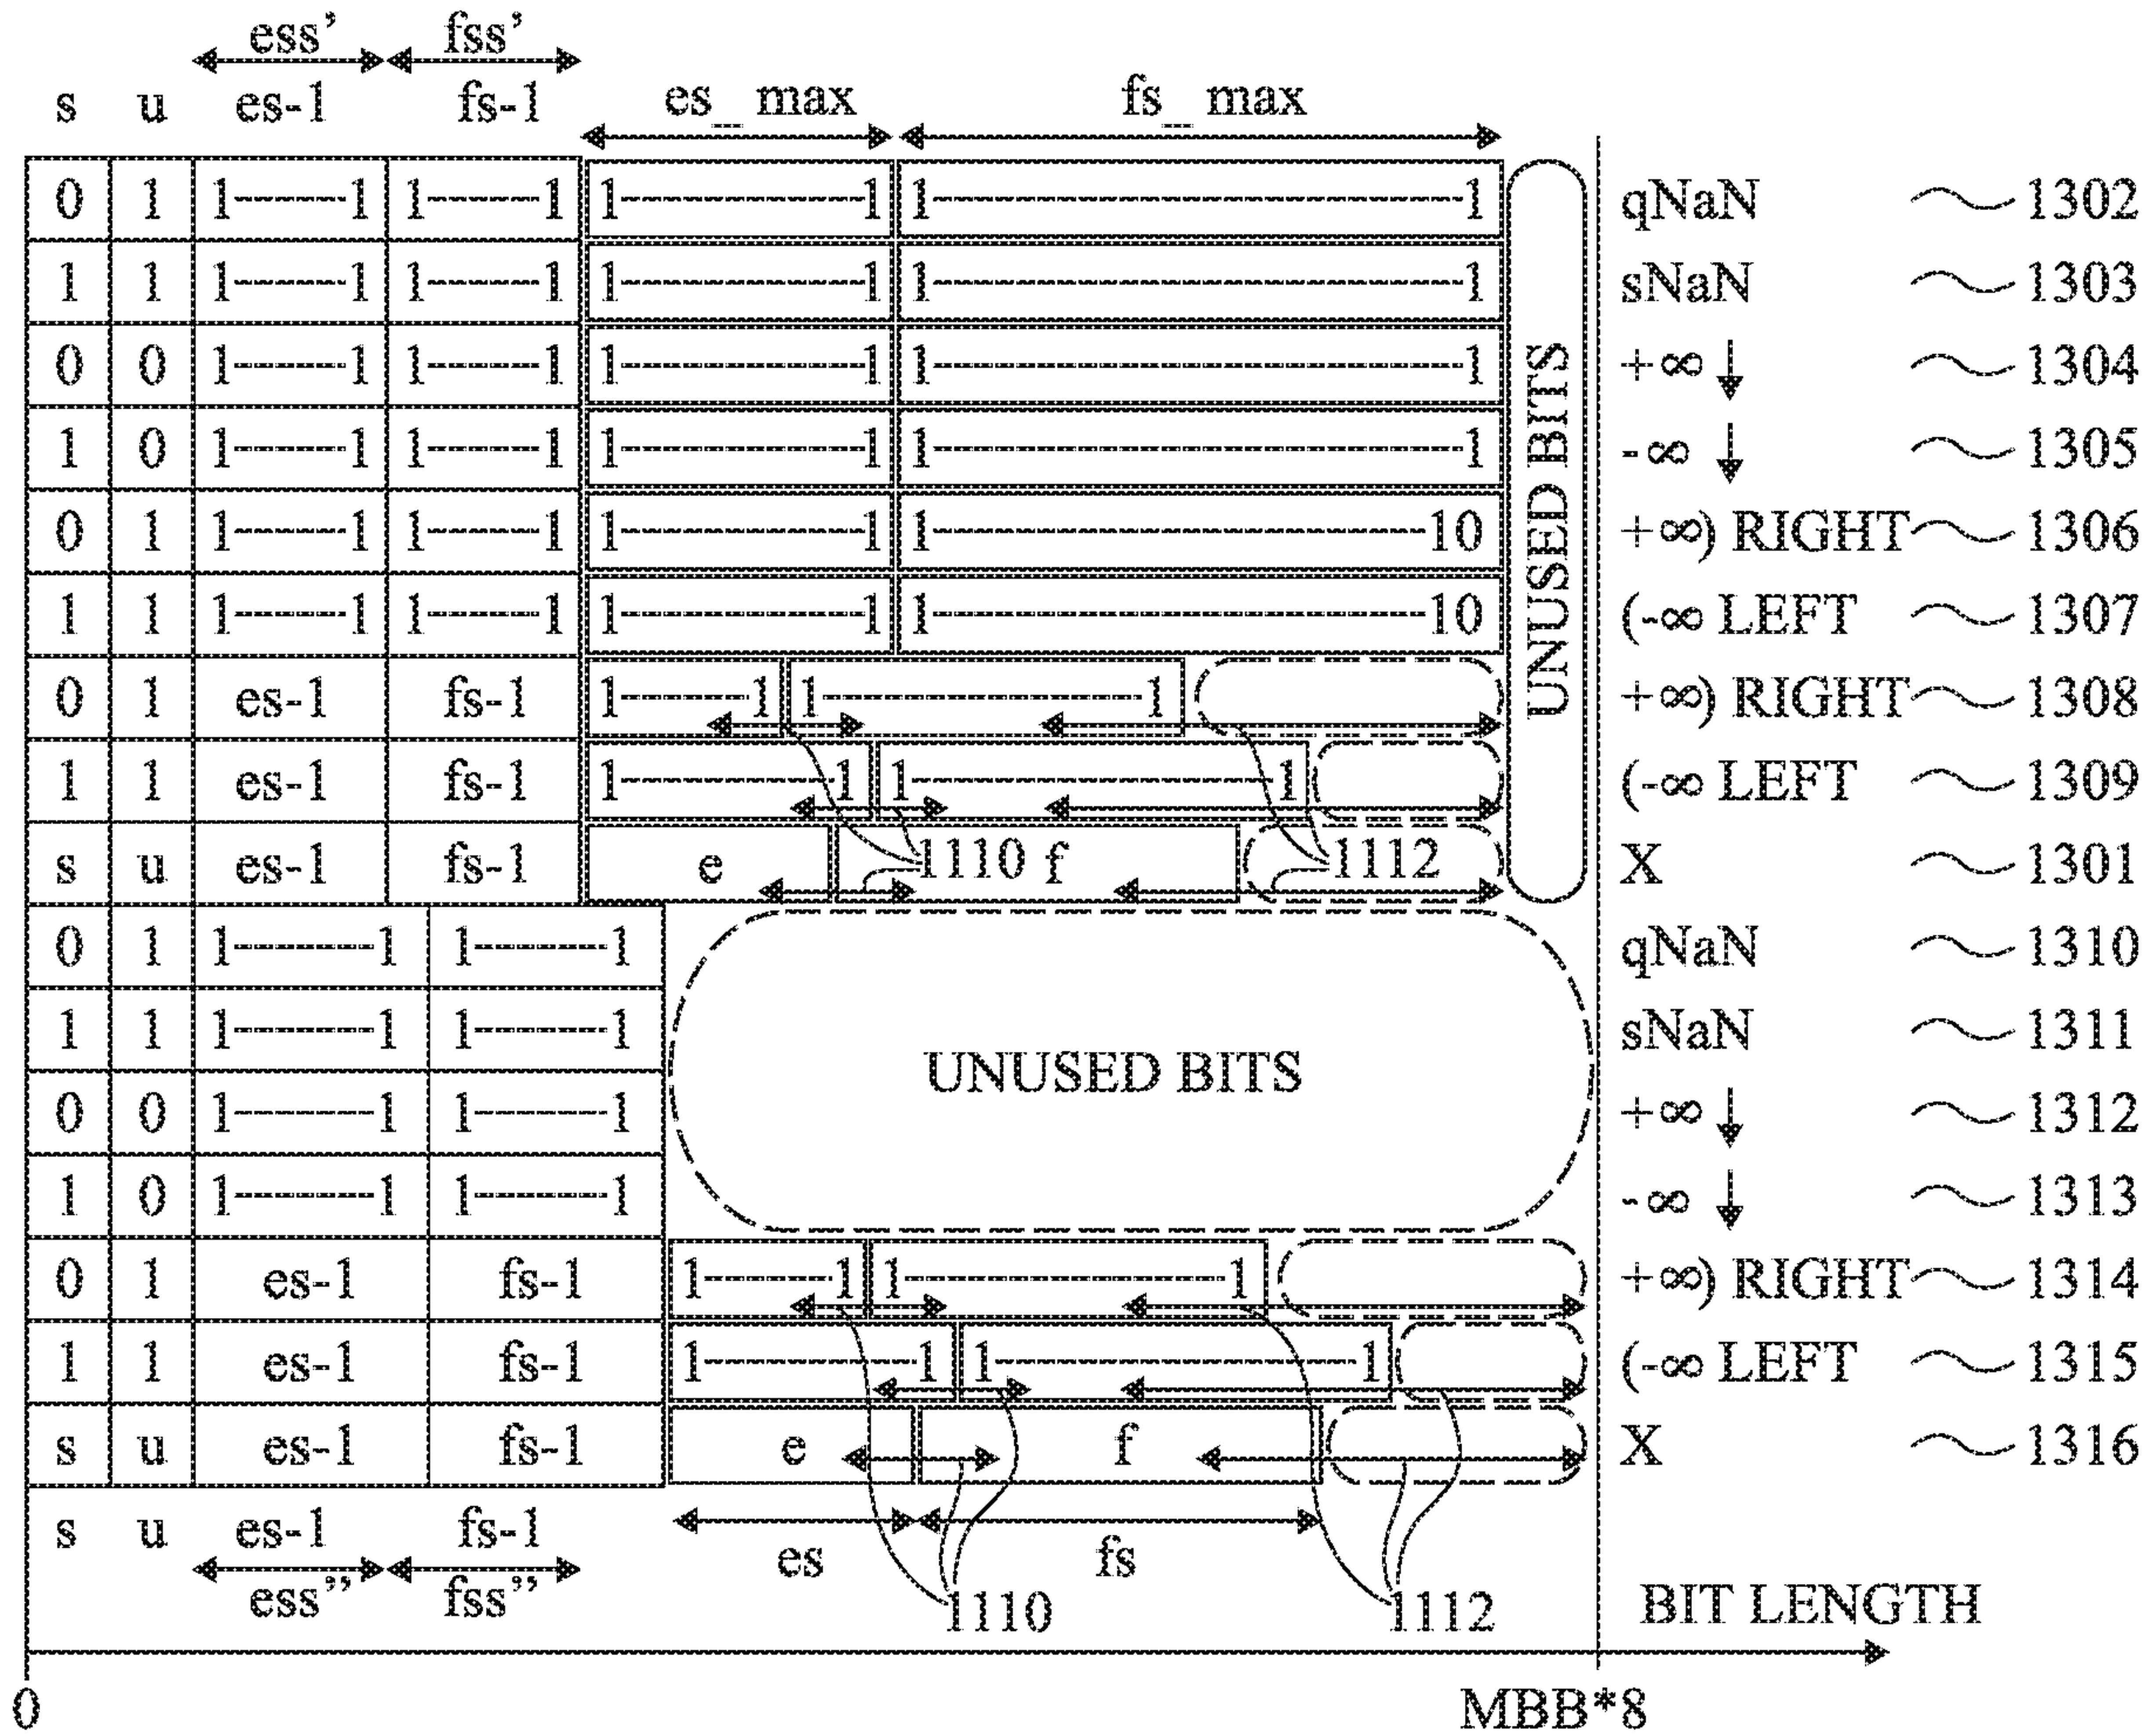 ess’ fss’
s u es-1 fs-1 es_ max fs_ max
0 1 1------1 1------1 1---------1 1------------------1 qNaN 1302
1 1 1------1 1------1 1---------1 1------------------1 sNaN 1303
0 0 1------1 1------1 1---------1 1------------------1 +∞ ↓ 1304
1 0 1------1 1------1 1---------1 1------------------1 -∞ ↓ 1305
0 1 1------1 1------1 1---------1 1-----------------10 +∞) RIGHT 1306
1 1 1------1 1------1 1---------1 1-----------------10 (-∞ LEFT 1307
UNUSED BITS
0 1 es-1 fs-1 1------1 1------------1 +∞) RIGHT 1308
1 1 es-1 fs-1 1--------1 1-------------1 (-∞ LEFT 1309
s u es-1 fs-1 e 1110 f 1112 X 1301
0 1 1-------1 1-------1 qNaN 1310
1 1 1-------1 1-------1 sNaN 1311
UNUSED BITS
0 0 1-------1 1-------1 +∞ ↓ 1312
1 0 1-------1 1-------1 -∞ ↓ 1313
0 1 es-1 fs-1 1------1 1------------1 +∞) RIGHT 1314
1 1 es-1 fs-1 1--------1 1-------------1 (-∞ LEFT 1315
s u es-1 fs-1 e f X 1316
s u es-1 fs-1 es fs
ess” fss” 1110 1112 BIT LENGTH
0 MBB*8